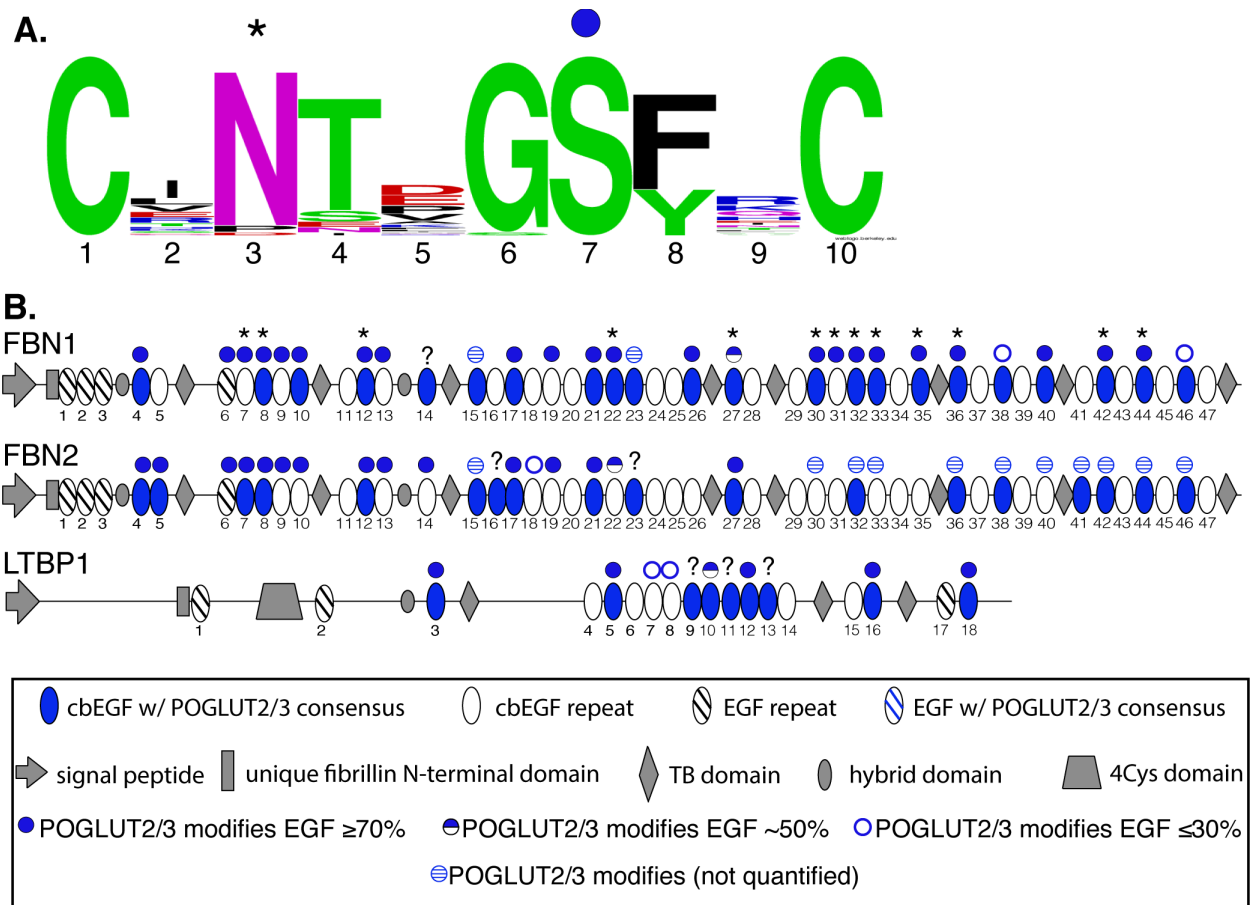 A.
*
C N T G S F Y C
1 2 3 4 5 6 7 8 9 10
weblogo.berkeley.edu
B.
FBN1
* * * * * * * * * * * * *
?
1 2 3 4 5 6 7 8 9 10 11 12 13 14 15 16 17 18 19 20 21 22 23 24 25 26 27 28 29 30 31 32 33 34 35 36 37 38 39 40 41 42 43 44 45 46 47
FBN2
? ?
1 2 3 4 5 6 7 8 9 10 11 12 13 14 15 16 17 18 19 20 21 22 23 24 25 26 27 28 29 30 31 32 33 34 35 36 37 38 39 40 41 42 43 44 45 46 47
LTBP1
? ? ?
1 2 3 4 5 6 7 8 9 10 11 12 13 14 15 16 17 18
cbEGF w/ POGLUT2/3 consensus cbEGF repeat EGF repeat EGF w/ POGLUT2/3 consensus
signal peptide unique fibrillin N-terminal domain TB domain hybrid domain 4Cys domain
POGLUT2/3 modifies EGF ≥70% POGLUT2/3 modifies EGF ~50% POGLUT2/3 modifies EGF ≤30%
POGLUT2/3 modifies (not quantified)